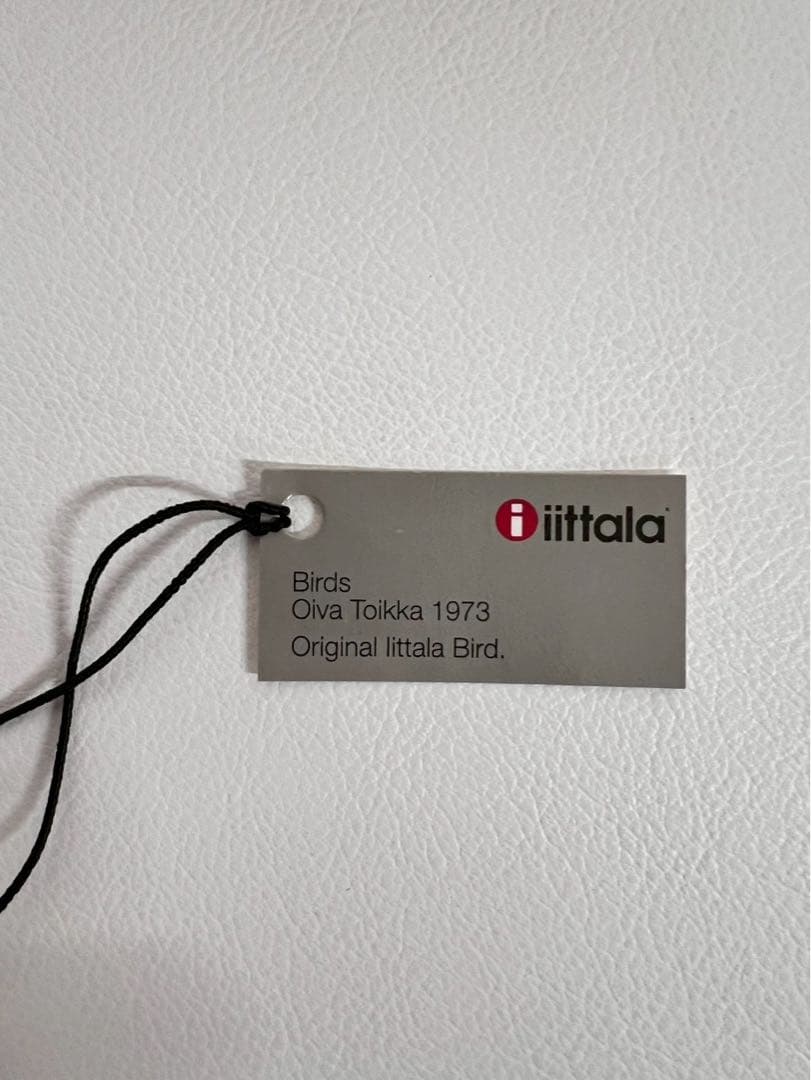 i iittala
Birds
Oiva Toikka 1973
Original Iittala Bird.